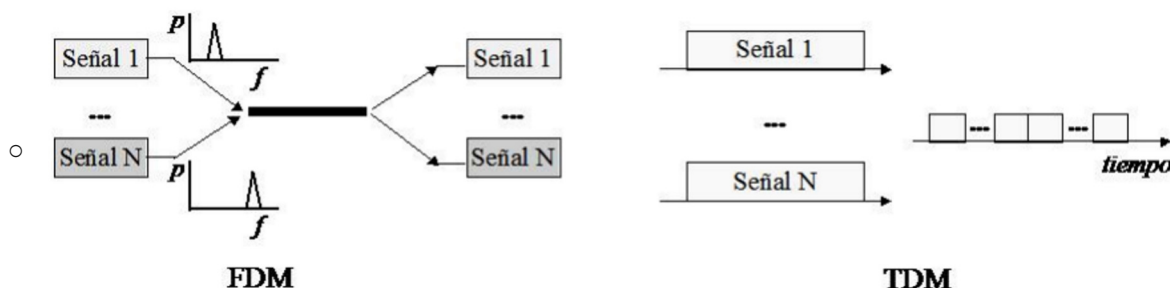 p
f
Señal 1
---
Señal N
p
f
Señal 1
---
Señal N
FDM
Señal 1
---
Señal N
--- ---
tiempo
TDM